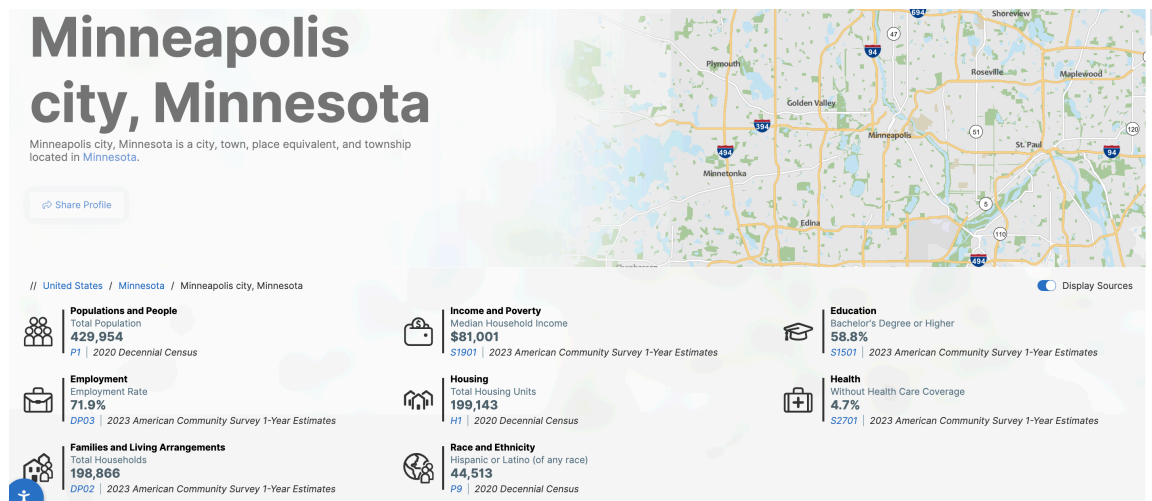 Minneapolis
city, Minnesota
Minneapolis city, Minnesota is a city, town, place equivalent, and township
located in Minnesota.
Share Profile
694
Shoreview
47
94
Plymouth
Roseville
Maplewood
Golden Valley
394
51
120
Minneapolis
St. Paul
494
94
Minnetonka
5
Edina
110
494
// United States / Minnesota / Minneapolis city, Minnesota
Display Sources
Populations and People
Total Population
429,954
P1 | 2020 Decennial Census
Income and Poverty
Median Household Income
$81,001
S1901 | 2023 American Community Survey 1-Year Estimates
Education
Bachelor's Degree or Higher
58.8%
S1501 | 2023 American Community Survey 1-Year Estimates
Employment
Employment Rate
71.9%
DP03 | 2023 American Community Survey 1-Year Estimates
Housing
Total Housing Units
199,143
H1 | 2020 Decennial Census
Health
Without Health Care Coverage
4.7%
S2701 | 2023 American Community Survey 1-Year Estimates
Families and Living Arrangements
Total Households
198,866
DP02 | 2023 American Community Survey 1-Year Estimates
Race and Ethnicity
Hispanic or Latino (of any race)
44,513
P9 | 2020 Decennial Census